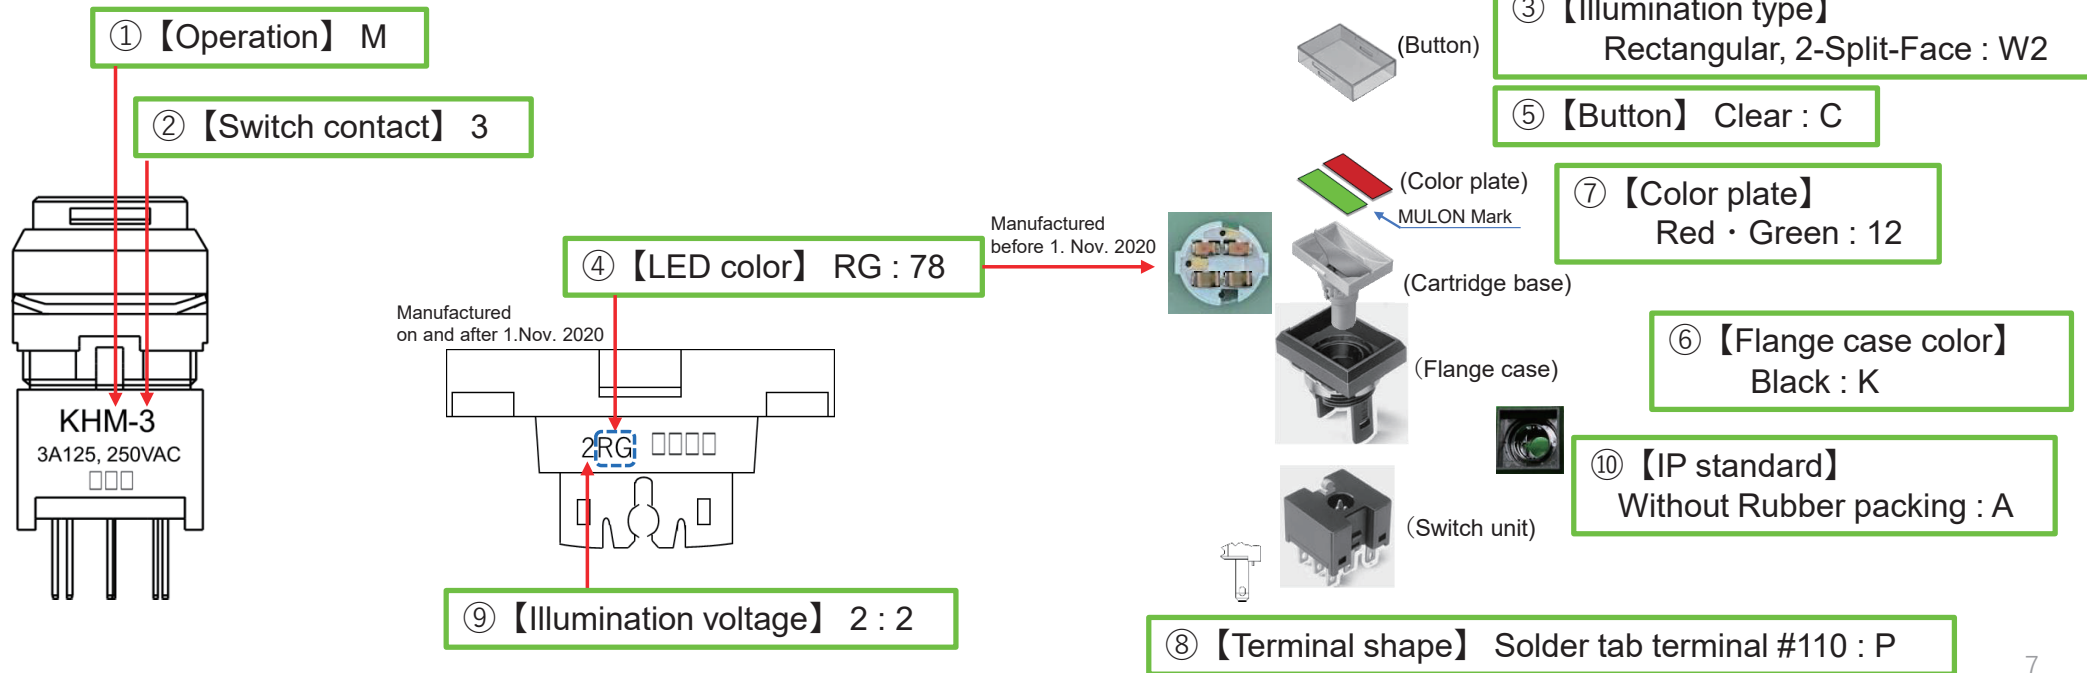 ①【Operation】 M
②【Switch contact】 3
KHM-3
3A125, 250VAC
□□□
④【LED color】 RG : 78
Manufactured
on and after 1.Nov. 2020
2RG □□□□
⑨【Illumination voltage】 2 : 2
Manufactured
before 1. Nov. 2020
(Button)
③【Illumination type】
Rectangular, 2-Split-Face : W2
⑤【Button】 Clear : C
(Color plate)
MULON Mark
⑦【Color plate】
Red・Green : 12
(Cartridge base)
(Flange case)
⑥【Flange case color】
Black : K
⑩【IP standard】
Without Rubber packing : A
(Switch unit)
⑧【Terminal shape】 Solder tab terminal #110 : P
7